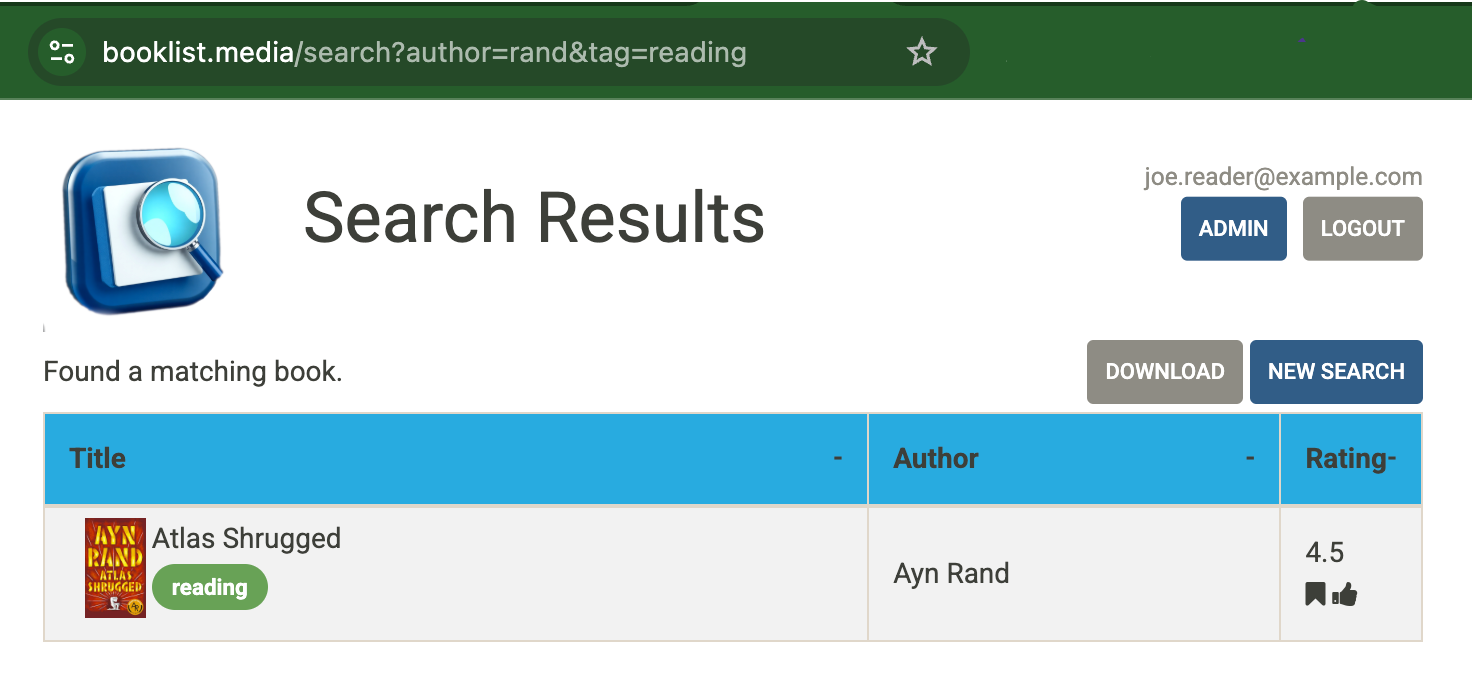 booklist.media/search?author=rand&tag=reading
Search Results
joe.reader@example.com
ADMIN
LOGOUT
Found a matching book.
DOWNLOAD
NEW SEARCH
Title -
Author -
Rating-
AYN
RAND
ATLAS
SHRUGGED
Atlas Shrugged
reading
Ayn Rand
4.5